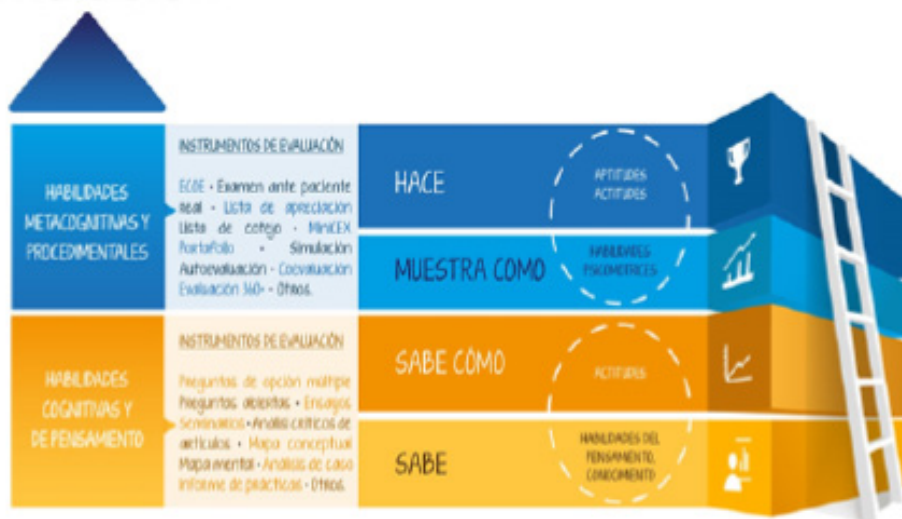 HABILIDADES
METACOGNITIVAS Y
PROCEDIMENTALES
INSTRUMENTOS DE EVALUACIÓN
ECOE · Examen ante paciente
real · Lista de apreciación
Lista de cotejo · MiniCEX
Portafolio · Simulación
Autoevaluación · Coevaluación
Evaluación 360° · Otros.
HACE
APTITUDES
ACTITUDES
MUESTRA COMO
HABILIDADES
PSICOMOTRICES
HABILIDADES
COGNITIVAS Y
DE PENSAMIENTO
INSTRUMENTOS DE EVALUACIÓN
Preguntas de opción múltiple
Preguntas abiertas · Ensayos
Seminarios · Análisis críticos de
artículos · Mapa conceptual
Mapa mental · Análisis de caso
Informe de prácticas · Otros.
SABE CÓMO
ACTITUDES
SABE
HABILIDADES DEL
PENSAMIENTO,
CONOCIMIENTO